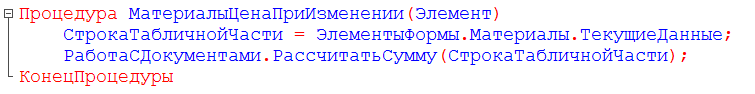 Процедура МатериалыЦенаПриИзменении(Элемент)
СтрокаТабличнойЧасти = ЭлементыФормы.Материалы.ТекущиеДанные;
РаботаСДокументами.РассчитатьСумму(СтрокаТабличнойЧасти);
КонецПроцедуры